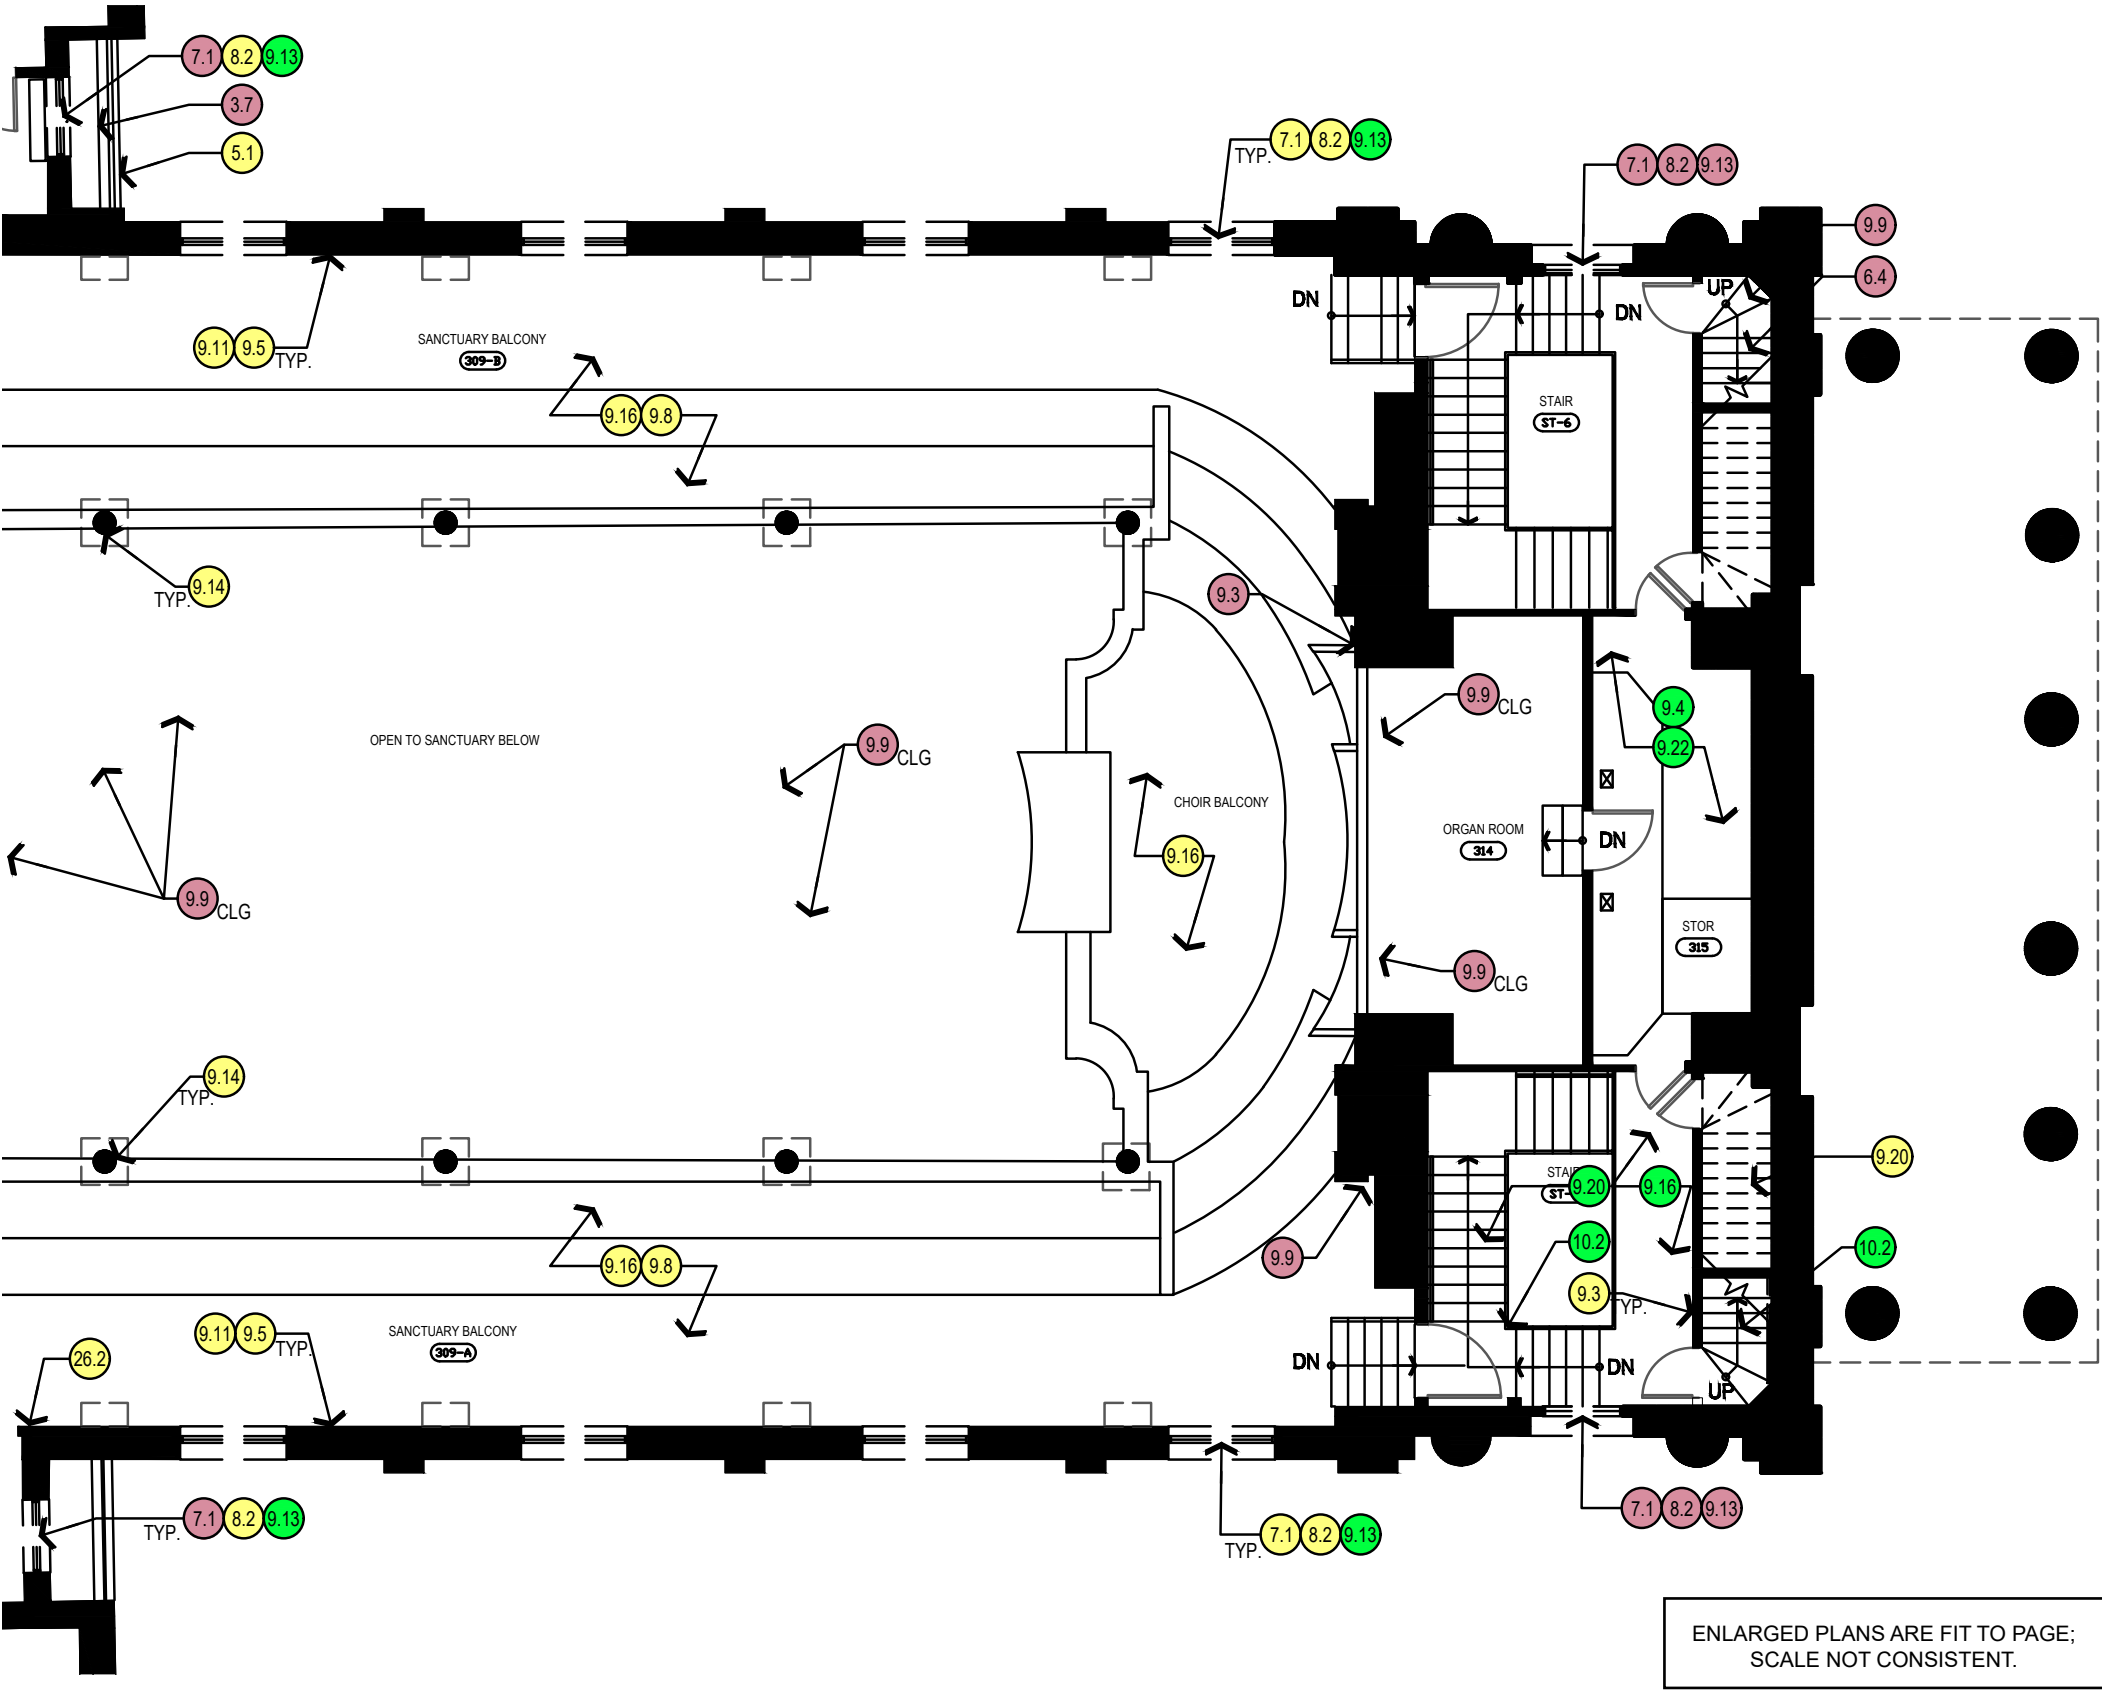 7.1 8.2 9.13
3.7
5.1
TYP. 7.1 8.2 9.13
7.1 8.2 9.13
9.9
6.4
DN
DN
UP
9.11 9.5 TYP.
SANCTUARY BALCONY
309-B
9.16 9.8
STAIR
ST-6
TYP. 9.14
9.3
9.9 CLG
9.4
9.22
OPEN TO SANCTUARY BELOW
9.9 CLG
CHOIR BALCONY
9.16
ORGAN ROOM
314
DN
9.9 CLG
STOR
315
9.9 CLG
9.14
TYP.
9.20
STAI
ST-
9.20 9.16
10.2
10.2
9.9
9.3 TYP.
9.16 9.8
9.11 9.5 TYP.
SANCTUARY BALCONY
309-A
26.2
DN
DN
UP
TYP. 7.1 8.2 9.13
TYP. 7.1 8.2 9.13
7.1 8.2 9.13
ENLARGED PLANS ARE FIT TO PAGE;
SCALE NOT CONSISTENT.